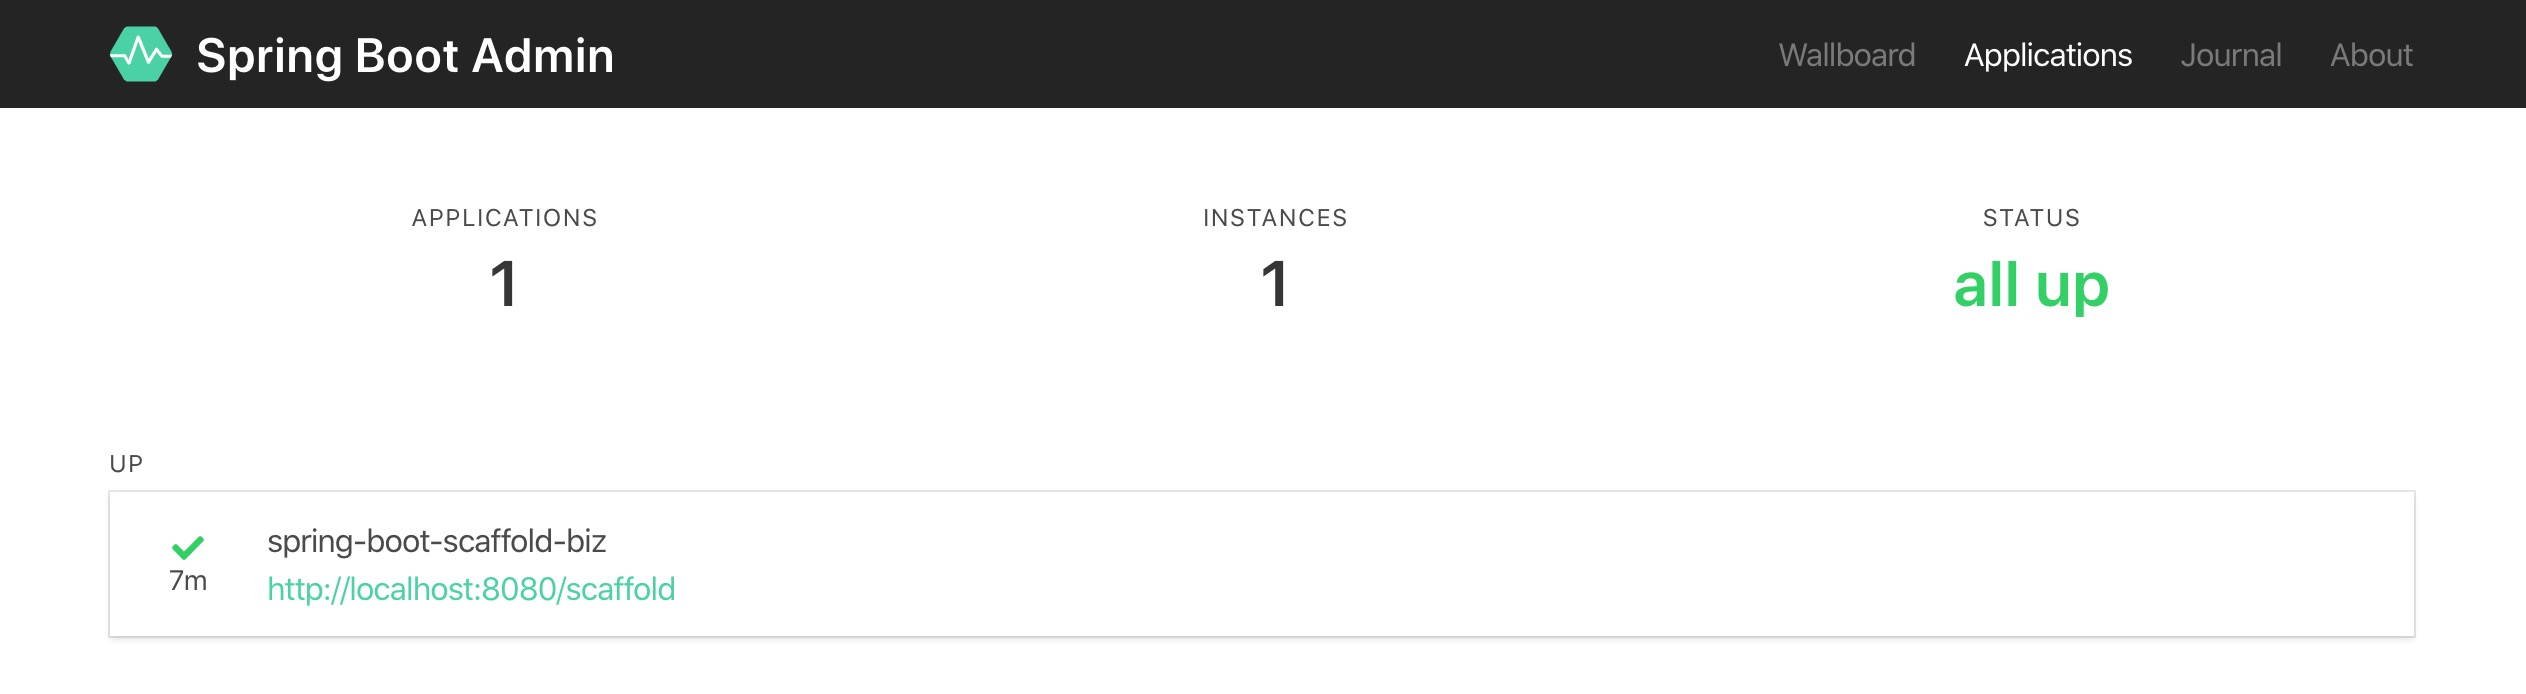 Spring Boot Admin
Wallboard Applications Journal About
APPLICATIONS
1
INSTANCES
1
STATUS
all up
UP
7m
spring-boot-scaffold-biz
http://localhost:8080/scaffold